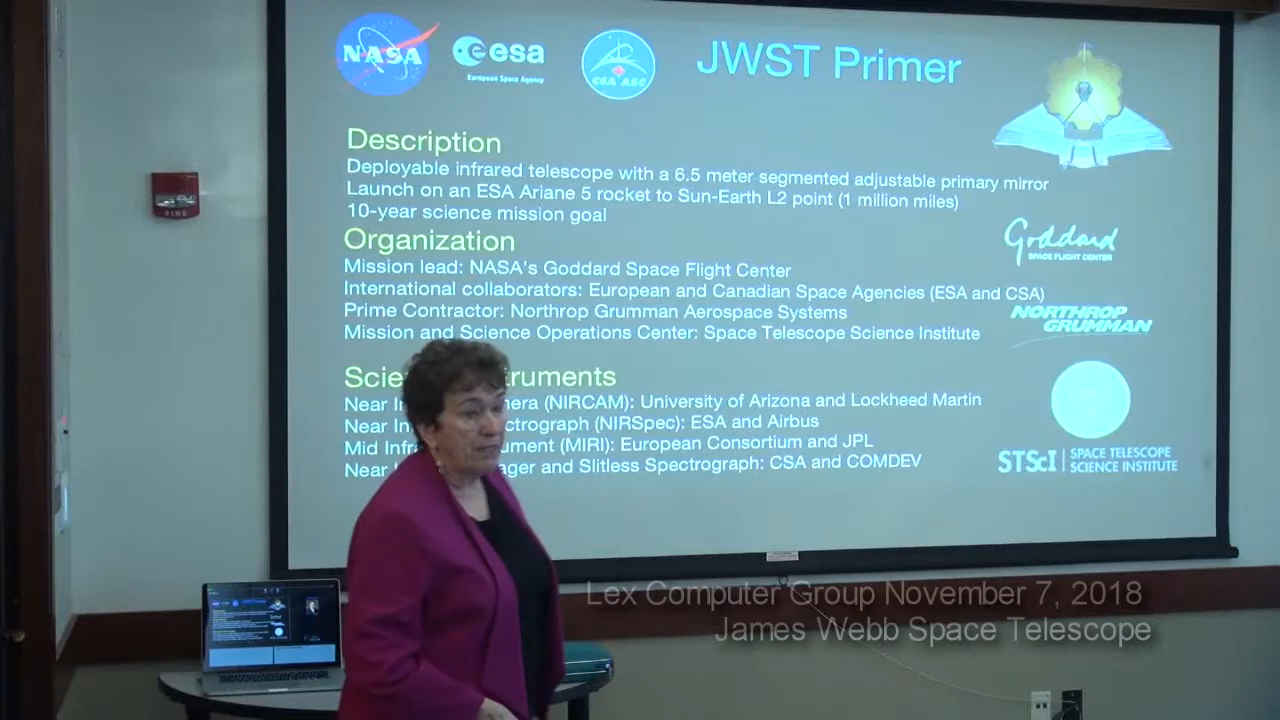 NASA
esa
European Space Agency
CSA ASC
JWST Primer
Description
Deployable infrared telescope with a 6.5 meter segmented adjustable primary mirror
Launch on an ESA Ariane 5 rocket to Sun-Earth L2 point (1 million miles)
10-year science mission goal
Organization
Mission lead: NASA's Goddard Space Flight Center
International collaborators: European and Canadian Space Agencies (ESA and CSA)
Prime Contractor: Northrop Grumman Aerospace Systems
Mission and Science Operations Center: Space Telescope Science Institute
Goddard
SPACE FLIGHT CENTER
NORTHROP
GRUMMAN
Scie ruments
Near I era (NIRCAM): University of Arizona and Lockheed Martin
Near In ectrograph (NIRSpec): ESA and Airbus
Mid Infra ument (MIRI): European Consortium and JPL
Near ager and Slitless Spectrograph: CSA and COMDEV
STScI
SPACE TELESCOPE
SCIENCE INSTITUTE
FIRE
Lex Computer Group November 7, 2018
James Webb Space Telescope